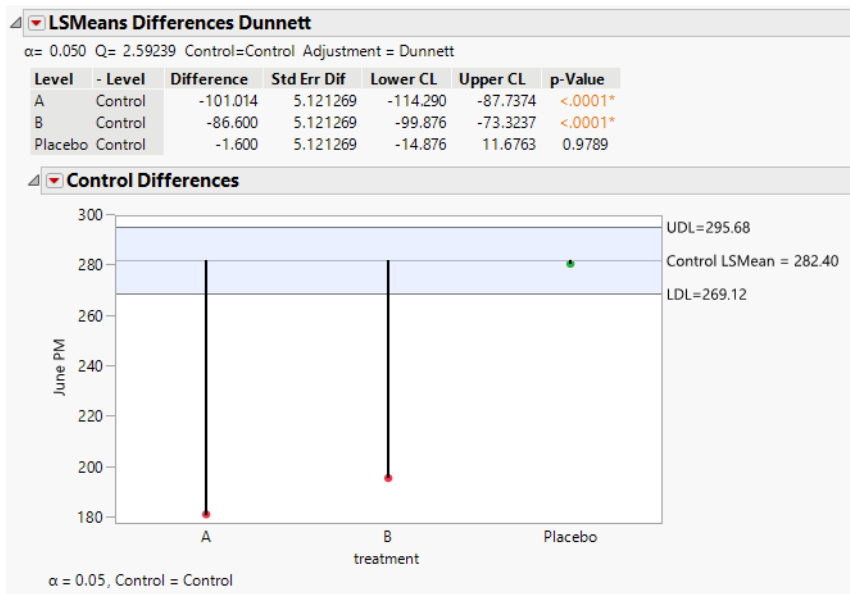 LSMeans Differences Dunnett
α= 0.050 Q= 2.59239 Control=Control Adjustment = Dunnett
Level - Level Difference Std Err Dif Lower CL Upper CL p-Value
A Control -101.014 5.121269 -114.290 -87.7374 <.0001*
B Control -86.600 5.121269 -99.876 -73.3237 <.0001*
Placebo Control -1.600 5.121269 -14.876 11.6763 0.9789
Control Differences
300
UDL=295.68
280
Control LSMean = 282.40
LDL=269.12
260
240
220
200
180
June PM
A B Placebo
treatment
α = 0.05, Control = Control